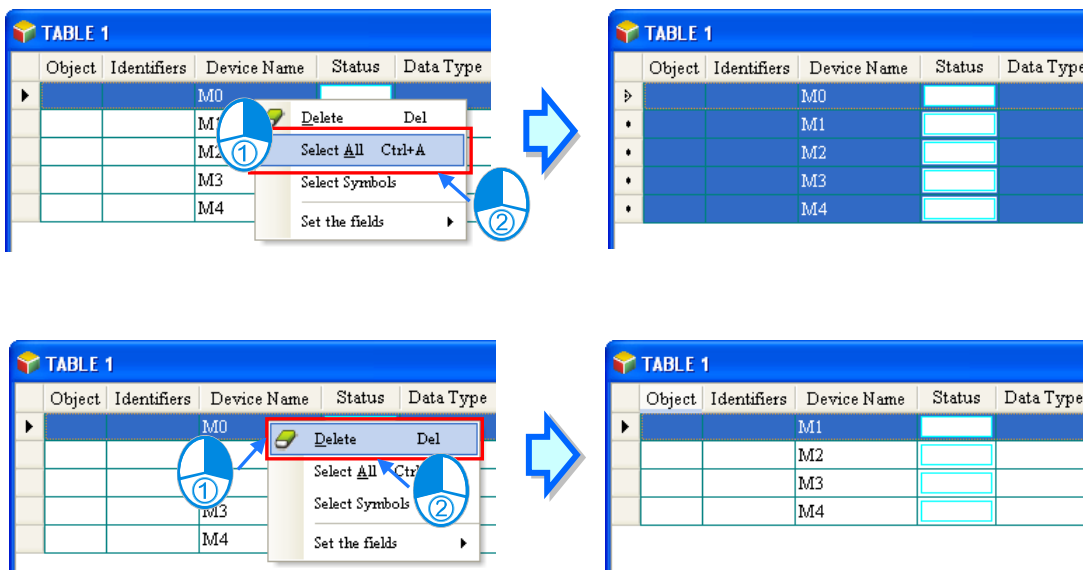 TABLE 1
Object Identifiers Device Name Status Data Type
M0
M1
Delete Del
M2
Select All Ctrl+A
M3
Select Symbols
M4
Set the fields
①
②
TABLE 1
Object Identifiers Device Name Status Data Type
M0
M1
M2
M3
M4
TABLE 1
Object Identifiers Device Name Status Data Type
M0
Delete Del
Select All
Select Symbols
M3
M4
Set the fields
①
②
TABLE 1
Object Identifiers Device Name Status Data Type
M1
M2
M3
M4